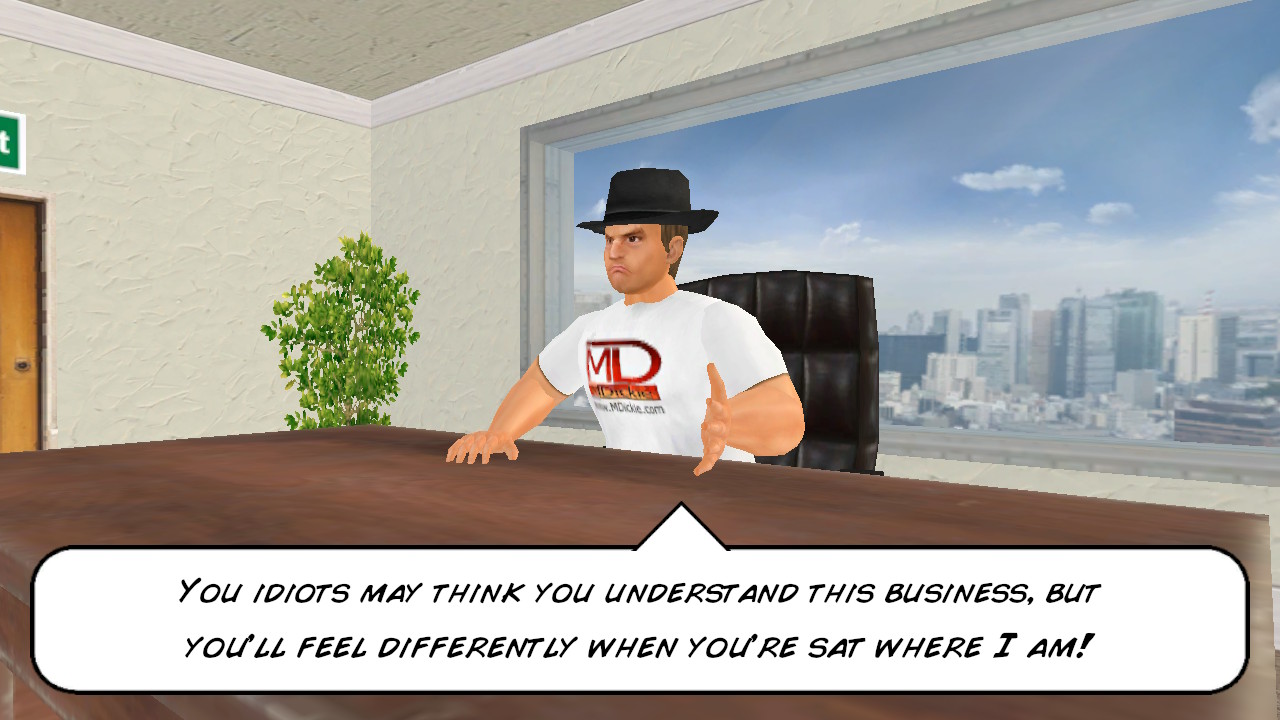 t
MD
MDickie
www.MDickie.com
You idiots may think you understand this business, but
you'll feel differently when you're sat where I am!